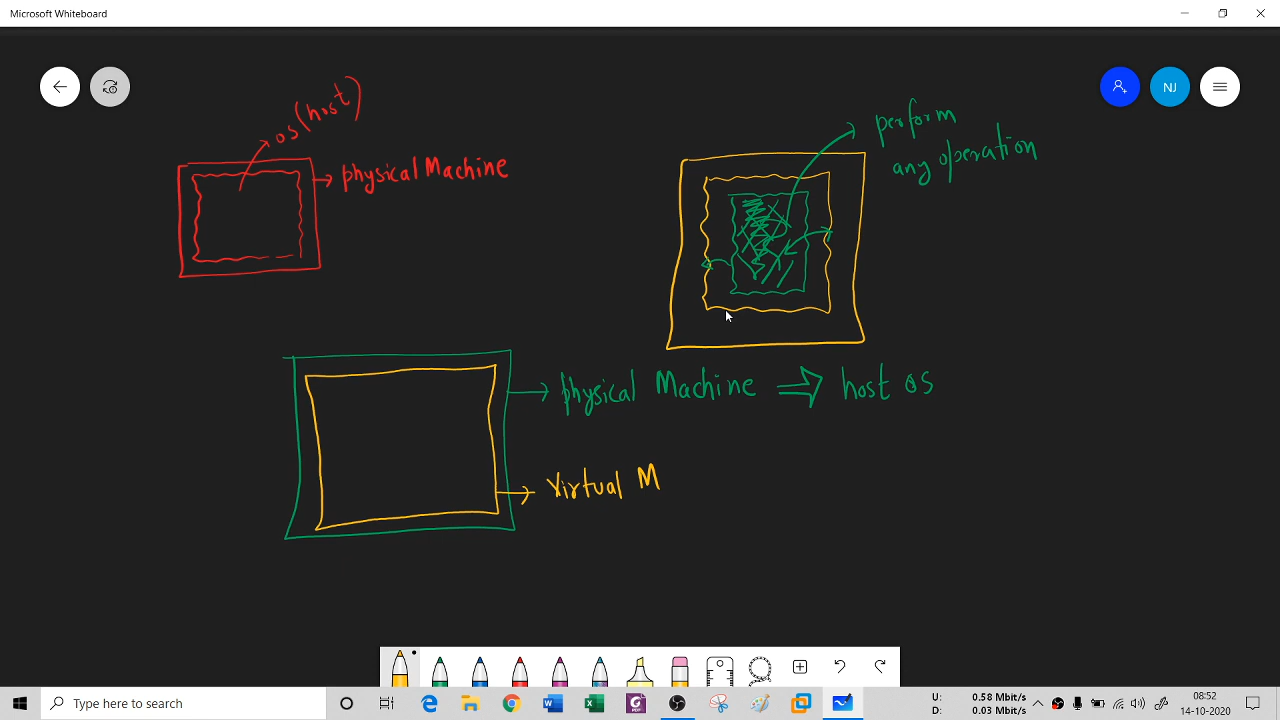 Microsoft Whiteboard
NJ
os(host)
physical Machine
perform
any operation
physical Machine ⇒ host os
Virtual M
Type here to search
U: 0.58 Mbit/s
D: 0.03 Mbit/s
08:52
14-10-2020